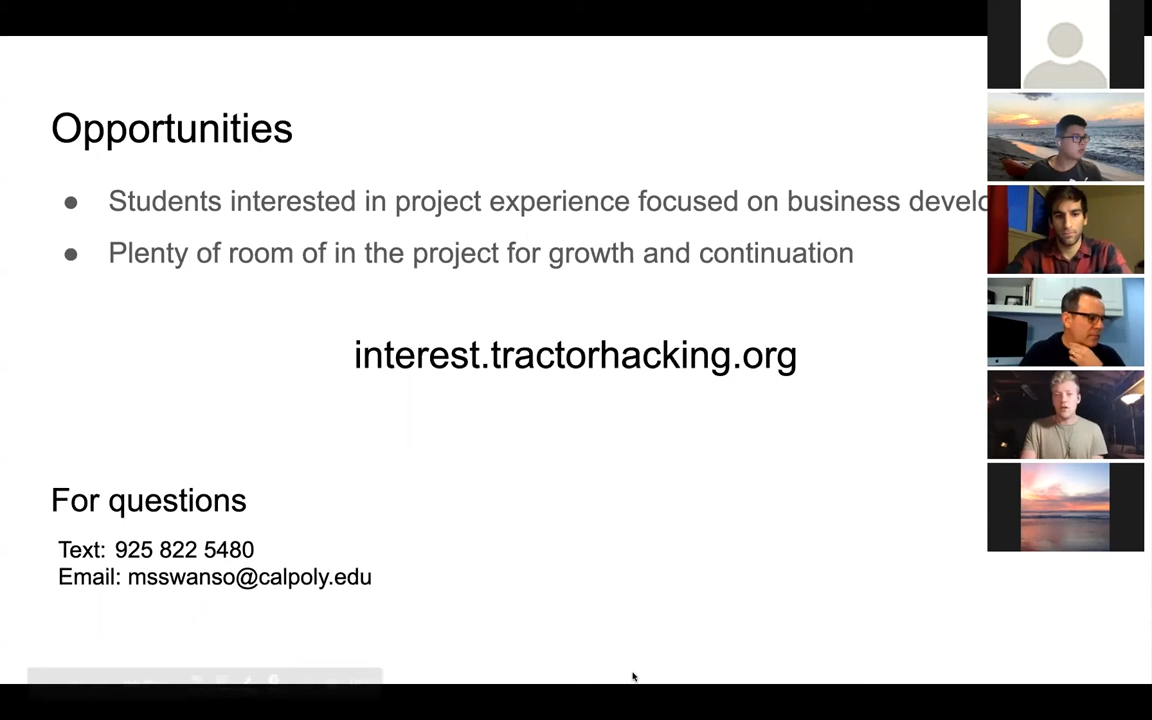 Opportunities
● Students interested in project experience focused on business develo
● Plenty of room of in the project for growth and continuation
interest.tractorhacking.org
For questions
Text: 925 822 5480
Email: msswanso@calpoly.edu